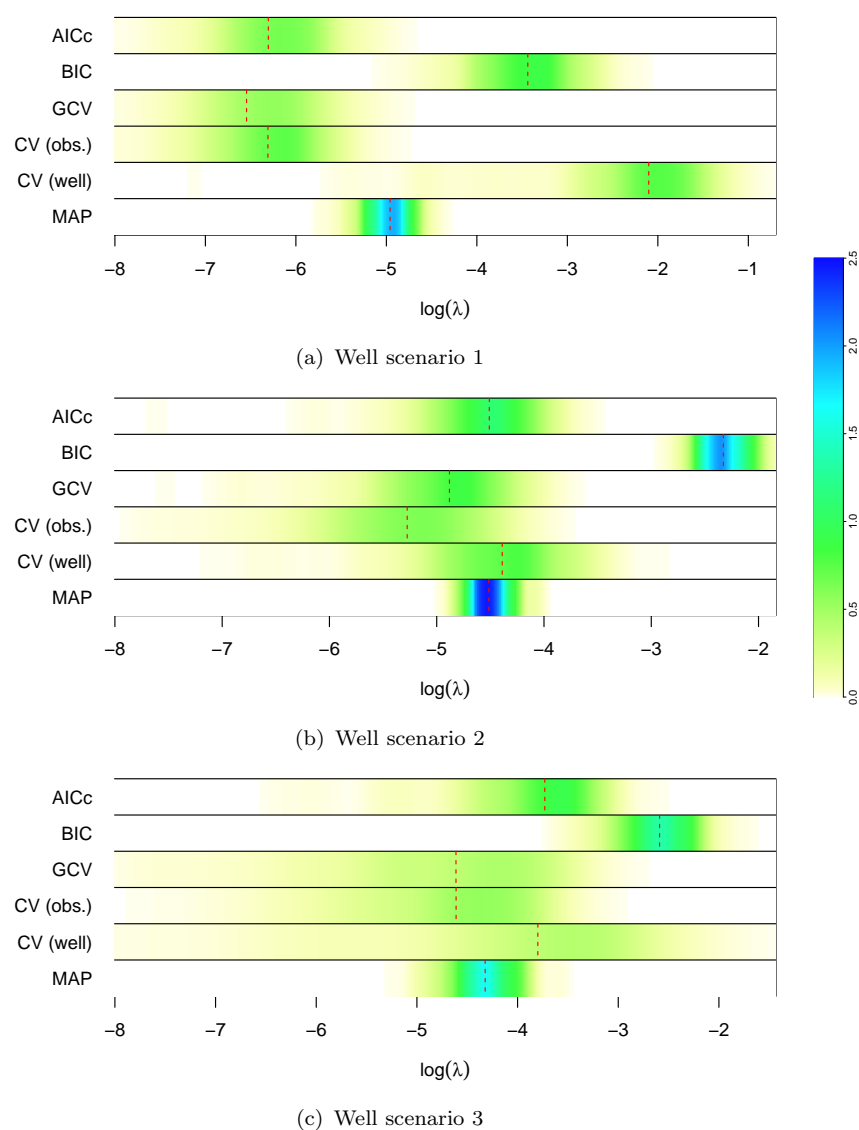 AICc
BIC
GCV
CV (obs.)
CV (well)
MAP
−8 −7 −6 −5 −4 −3 −2 −1
log(λ)
(a) Well scenario 1
AICc
BIC
GCV
CV (obs.)
CV (well)
MAP
−8 −7 −6 −5 −4 −3 −2
log(λ)
(b) Well scenario 2
AICc
BIC
GCV
CV (obs.)
CV (well)
MAP
−8 −7 −6 −5 −4 −3 −2
log(λ)
(c) Well scenario 3
2.5
2.0
1.5
1.0
0.5
0.0